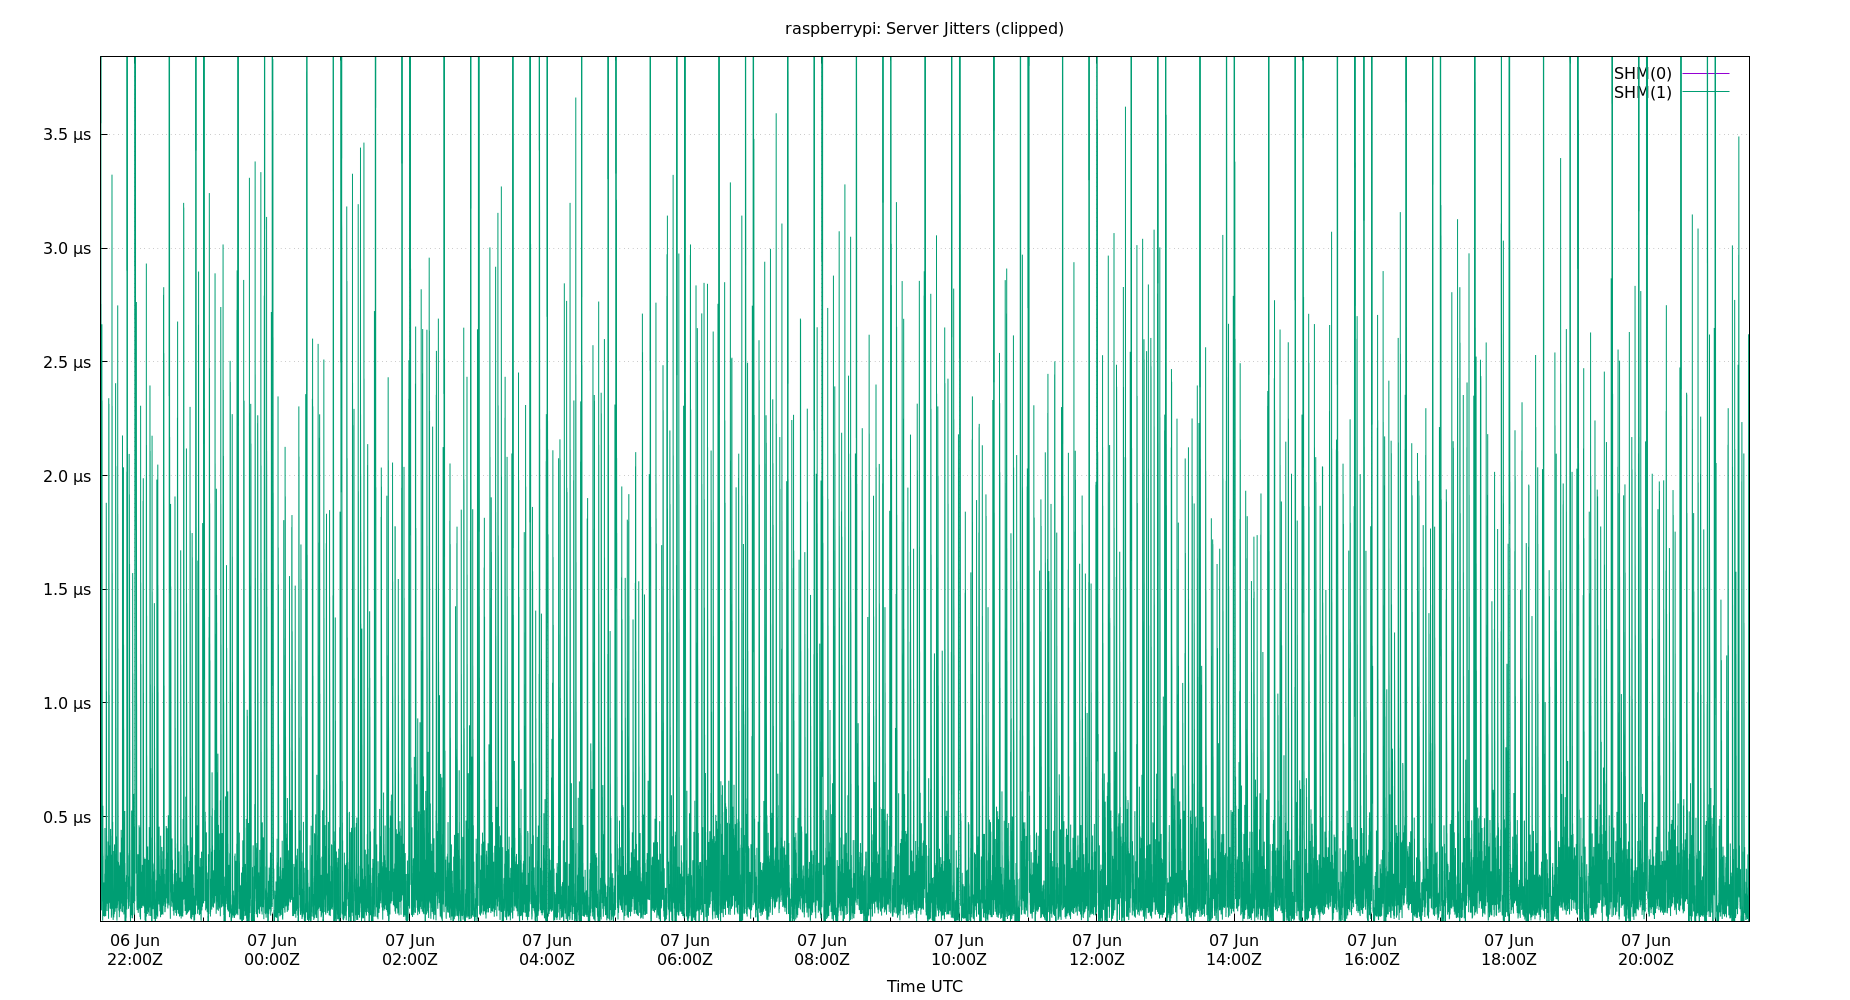 raspberrypi: Server Jitters (clipped)
SHM(0)
SHM(1)
3.5 µs
3.0 µs
2.5 µs
2.0 µs
1.5 µs
1.0 µs
0.5 µs
06 Jun 07 Jun 07 Jun 07 Jun 07 Jun 07 Jun 07 Jun 07 Jun 07 Jun 07 Jun 07 Jun 07 Jun
22:00Z 00:00Z 02:00Z 04:00Z 06:00Z 08:00Z 10:00Z 12:00Z 14:00Z 16:00Z 18:00Z 20:00Z
Time UTC